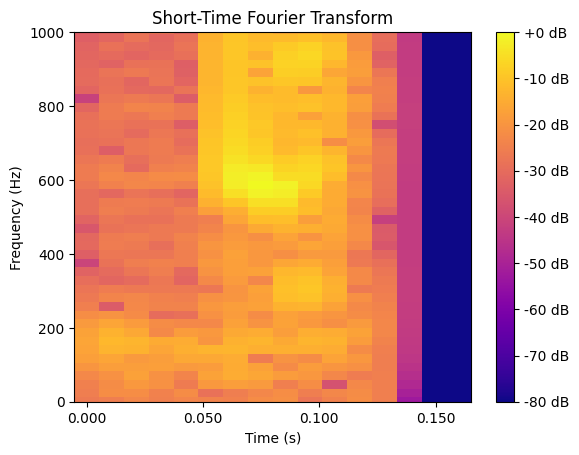 Short-Time Fourier Transform
1000
800
600
400
200
0
Frequency (Hz)
0.000
0.050
0.100
0.150
Time (s)
+0 dB
-10 dB
-20 dB
-30 dB
-40 dB
-50 dB
-60 dB
-70 dB
-80 dB